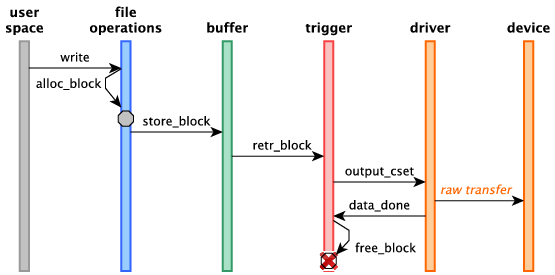 user
space
file
operations
buffer
trigger
driver
device
write
alloc_block
store_block
retr_block
output_cset
raw transfer
data_done
free_block